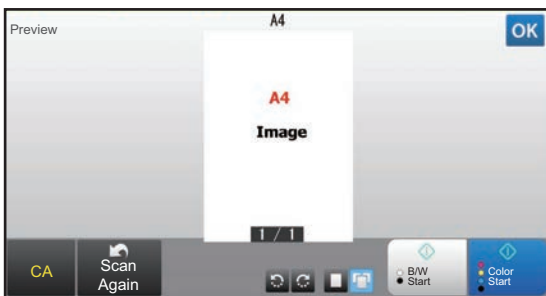 Preview
A4
OK
A4
Image
1 / 1
CA
Scan
Again
B/W
Start
Color
Start